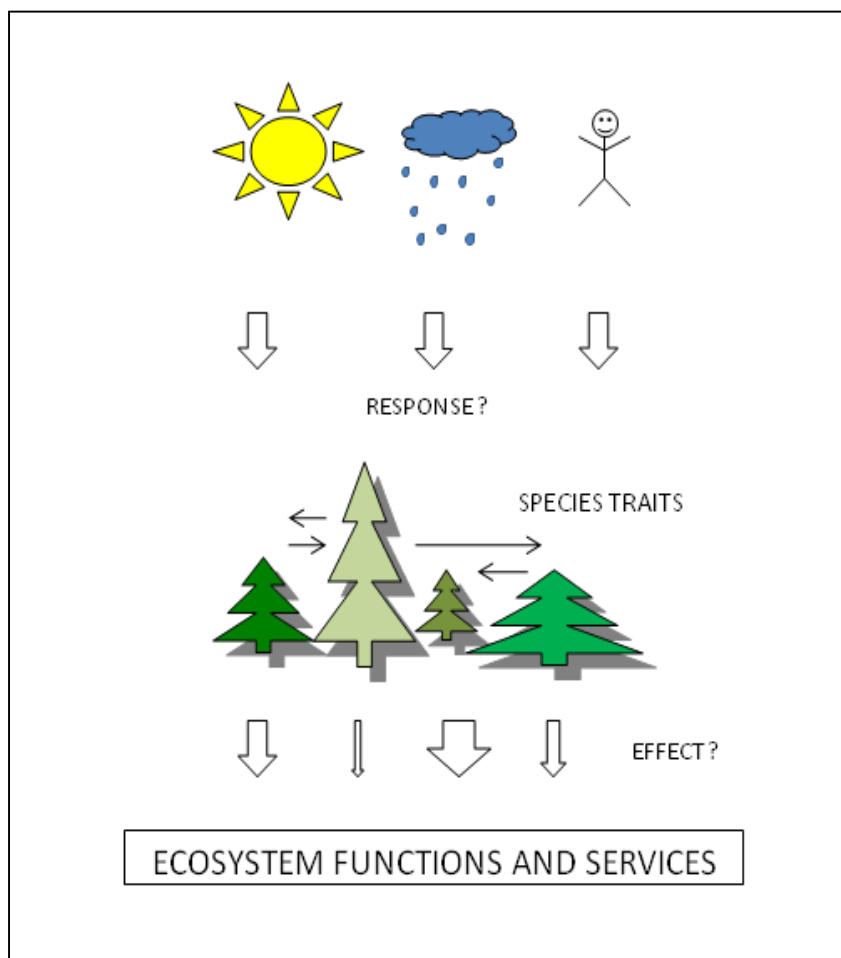 RESPONSE?
SPECIES TRAITS
EFFECT?
ECOSYSTEM FUNCTIONS AND SERVICES